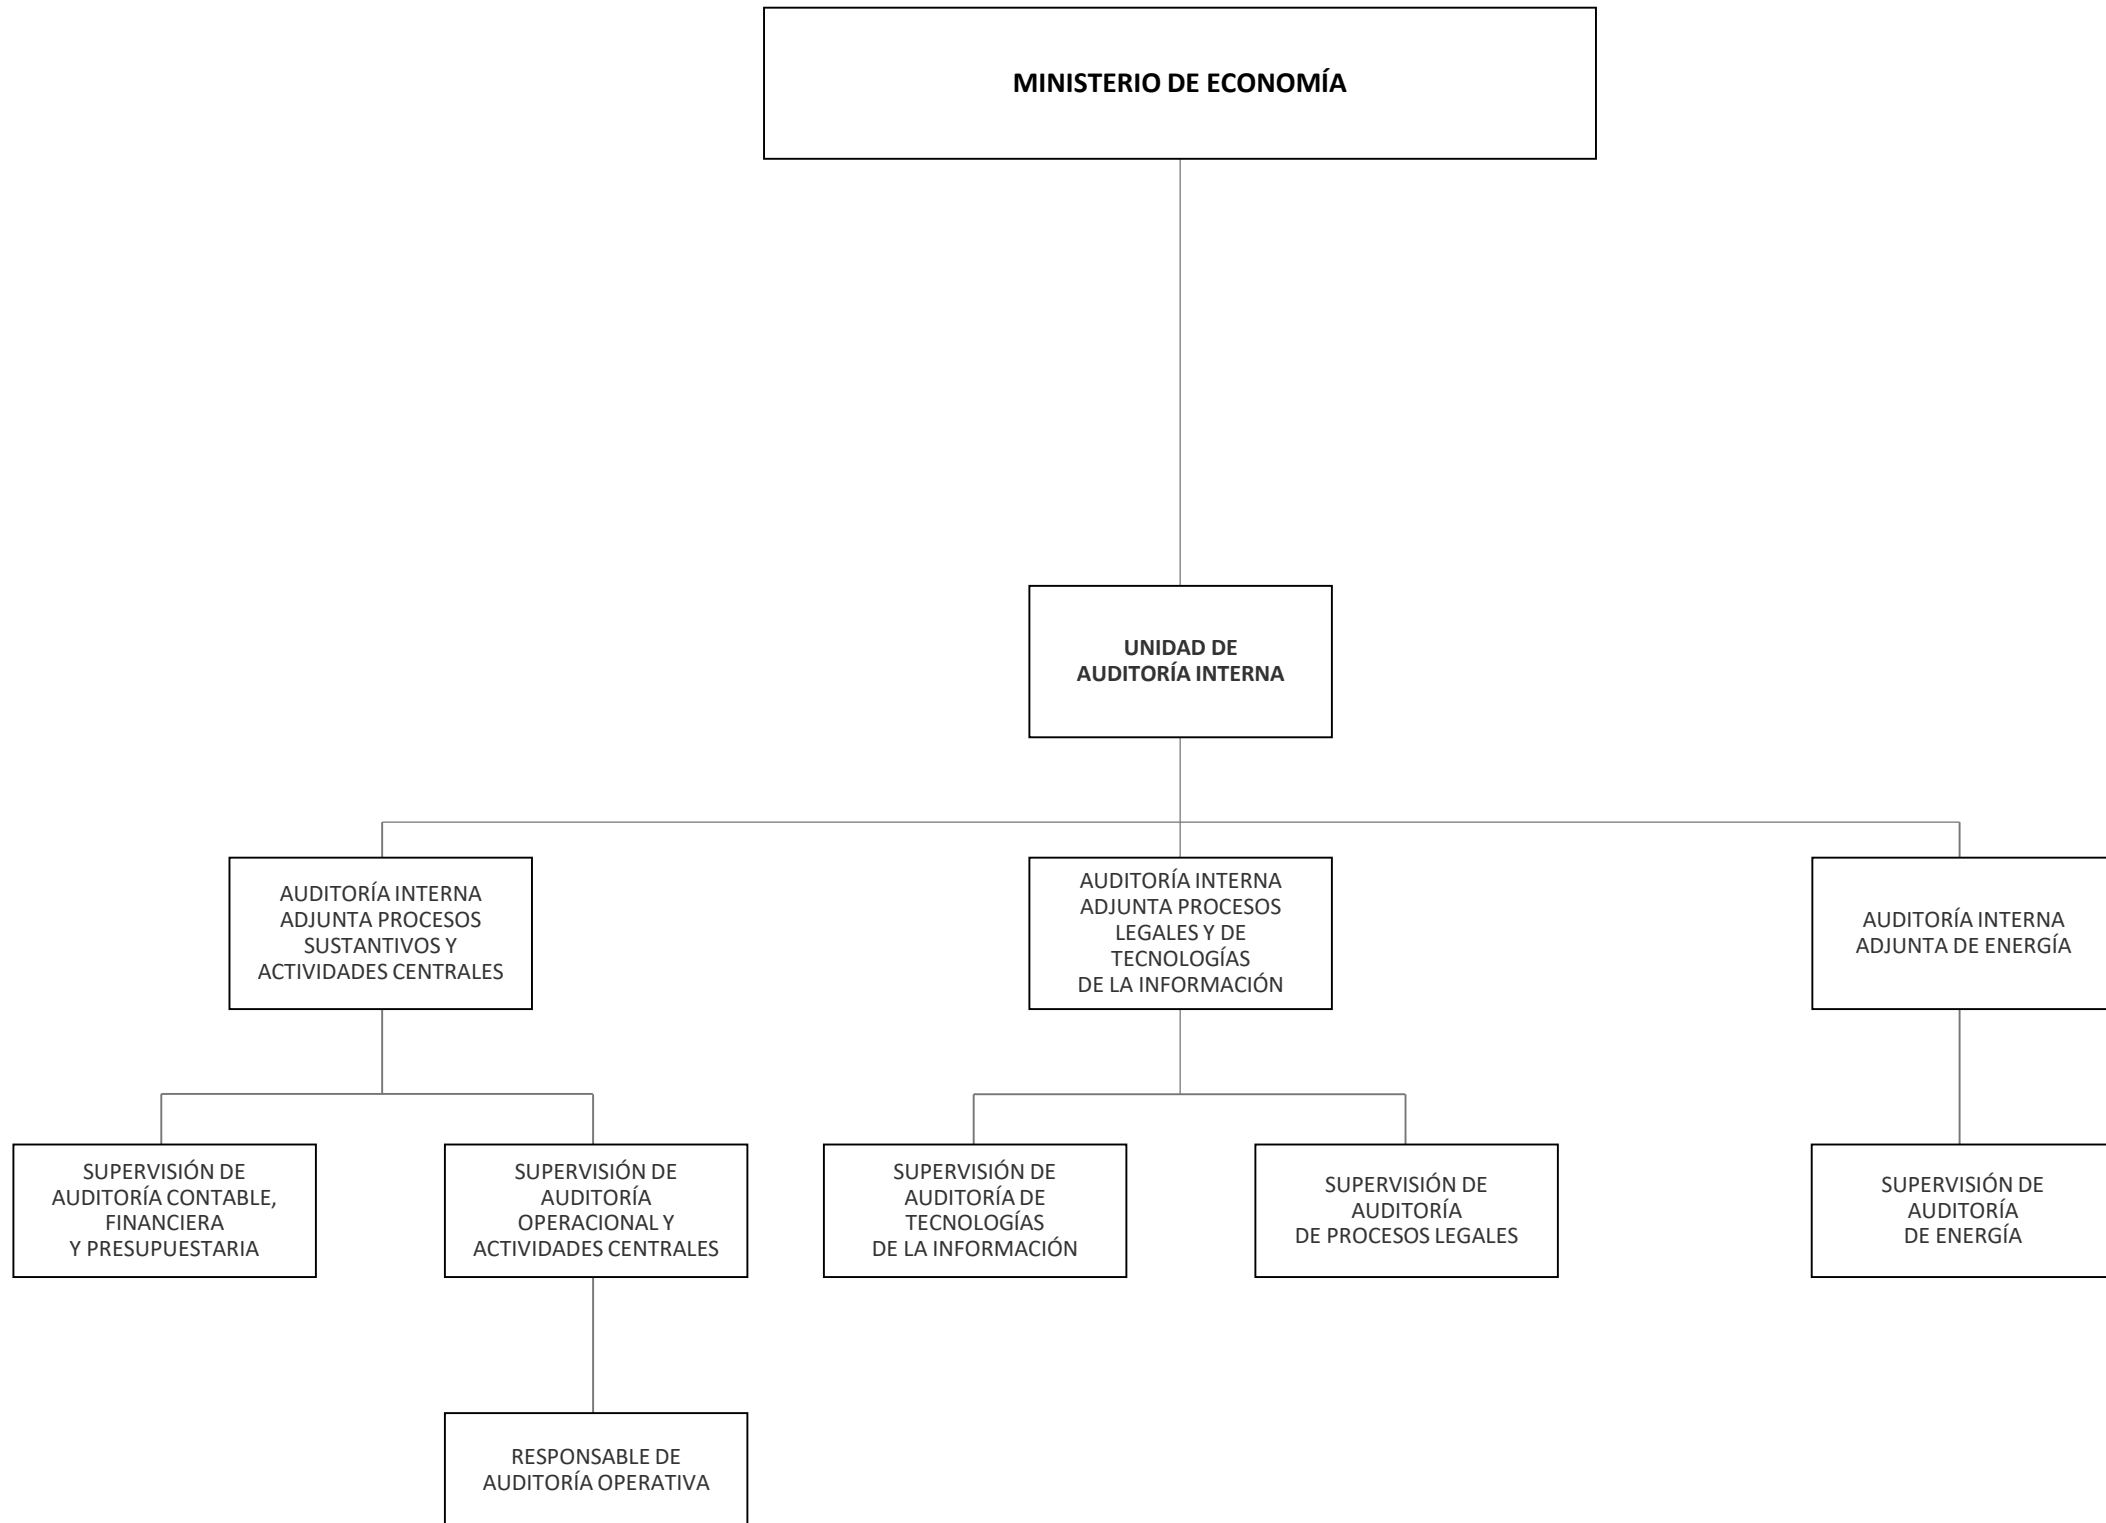 MINISTERIO DE ECONOMÍA
UNIDAD DE
AUDITORÍA INTERNA
AUDITORÍA INTERNA
ADJUNTA PROCESOS
SUSTANTIVOS Y
ACTIVIDADES CENTRALES
AUDITORÍA INTERNA
ADJUNTA PROCESOS
LEGALES Y DE
TECNOLOGÍAS
DE LA INFORMACIÓN
AUDITORÍA INTERNA
ADJUNTA DE ENERGÍA
SUPERVISIÓN DE
AUDITORÍA CONTABLE,
FINANCIERA
Y PRESUPUESTARIA
SUPERVISIÓN DE
AUDITORÍA
OPERACIONAL Y
ACTIVIDADES CENTRALES
SUPERVISIÓN DE
AUDITORÍA DE
TECNOLOGÍAS
DE LA INFORMACIÓN
SUPERVISIÓN DE
AUDITORÍA
DE PROCESOS LEGALES
SUPERVISIÓN DE
AUDITORÍA
DE ENERGÍA
RESPONSABLE DE
AUDITORÍA OPERATIVA